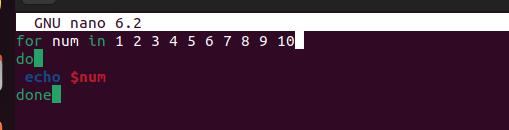 GNU nano 6.2
for num in 1 2 3 4 5 6 7 8 9 10
do
 echo $num
done